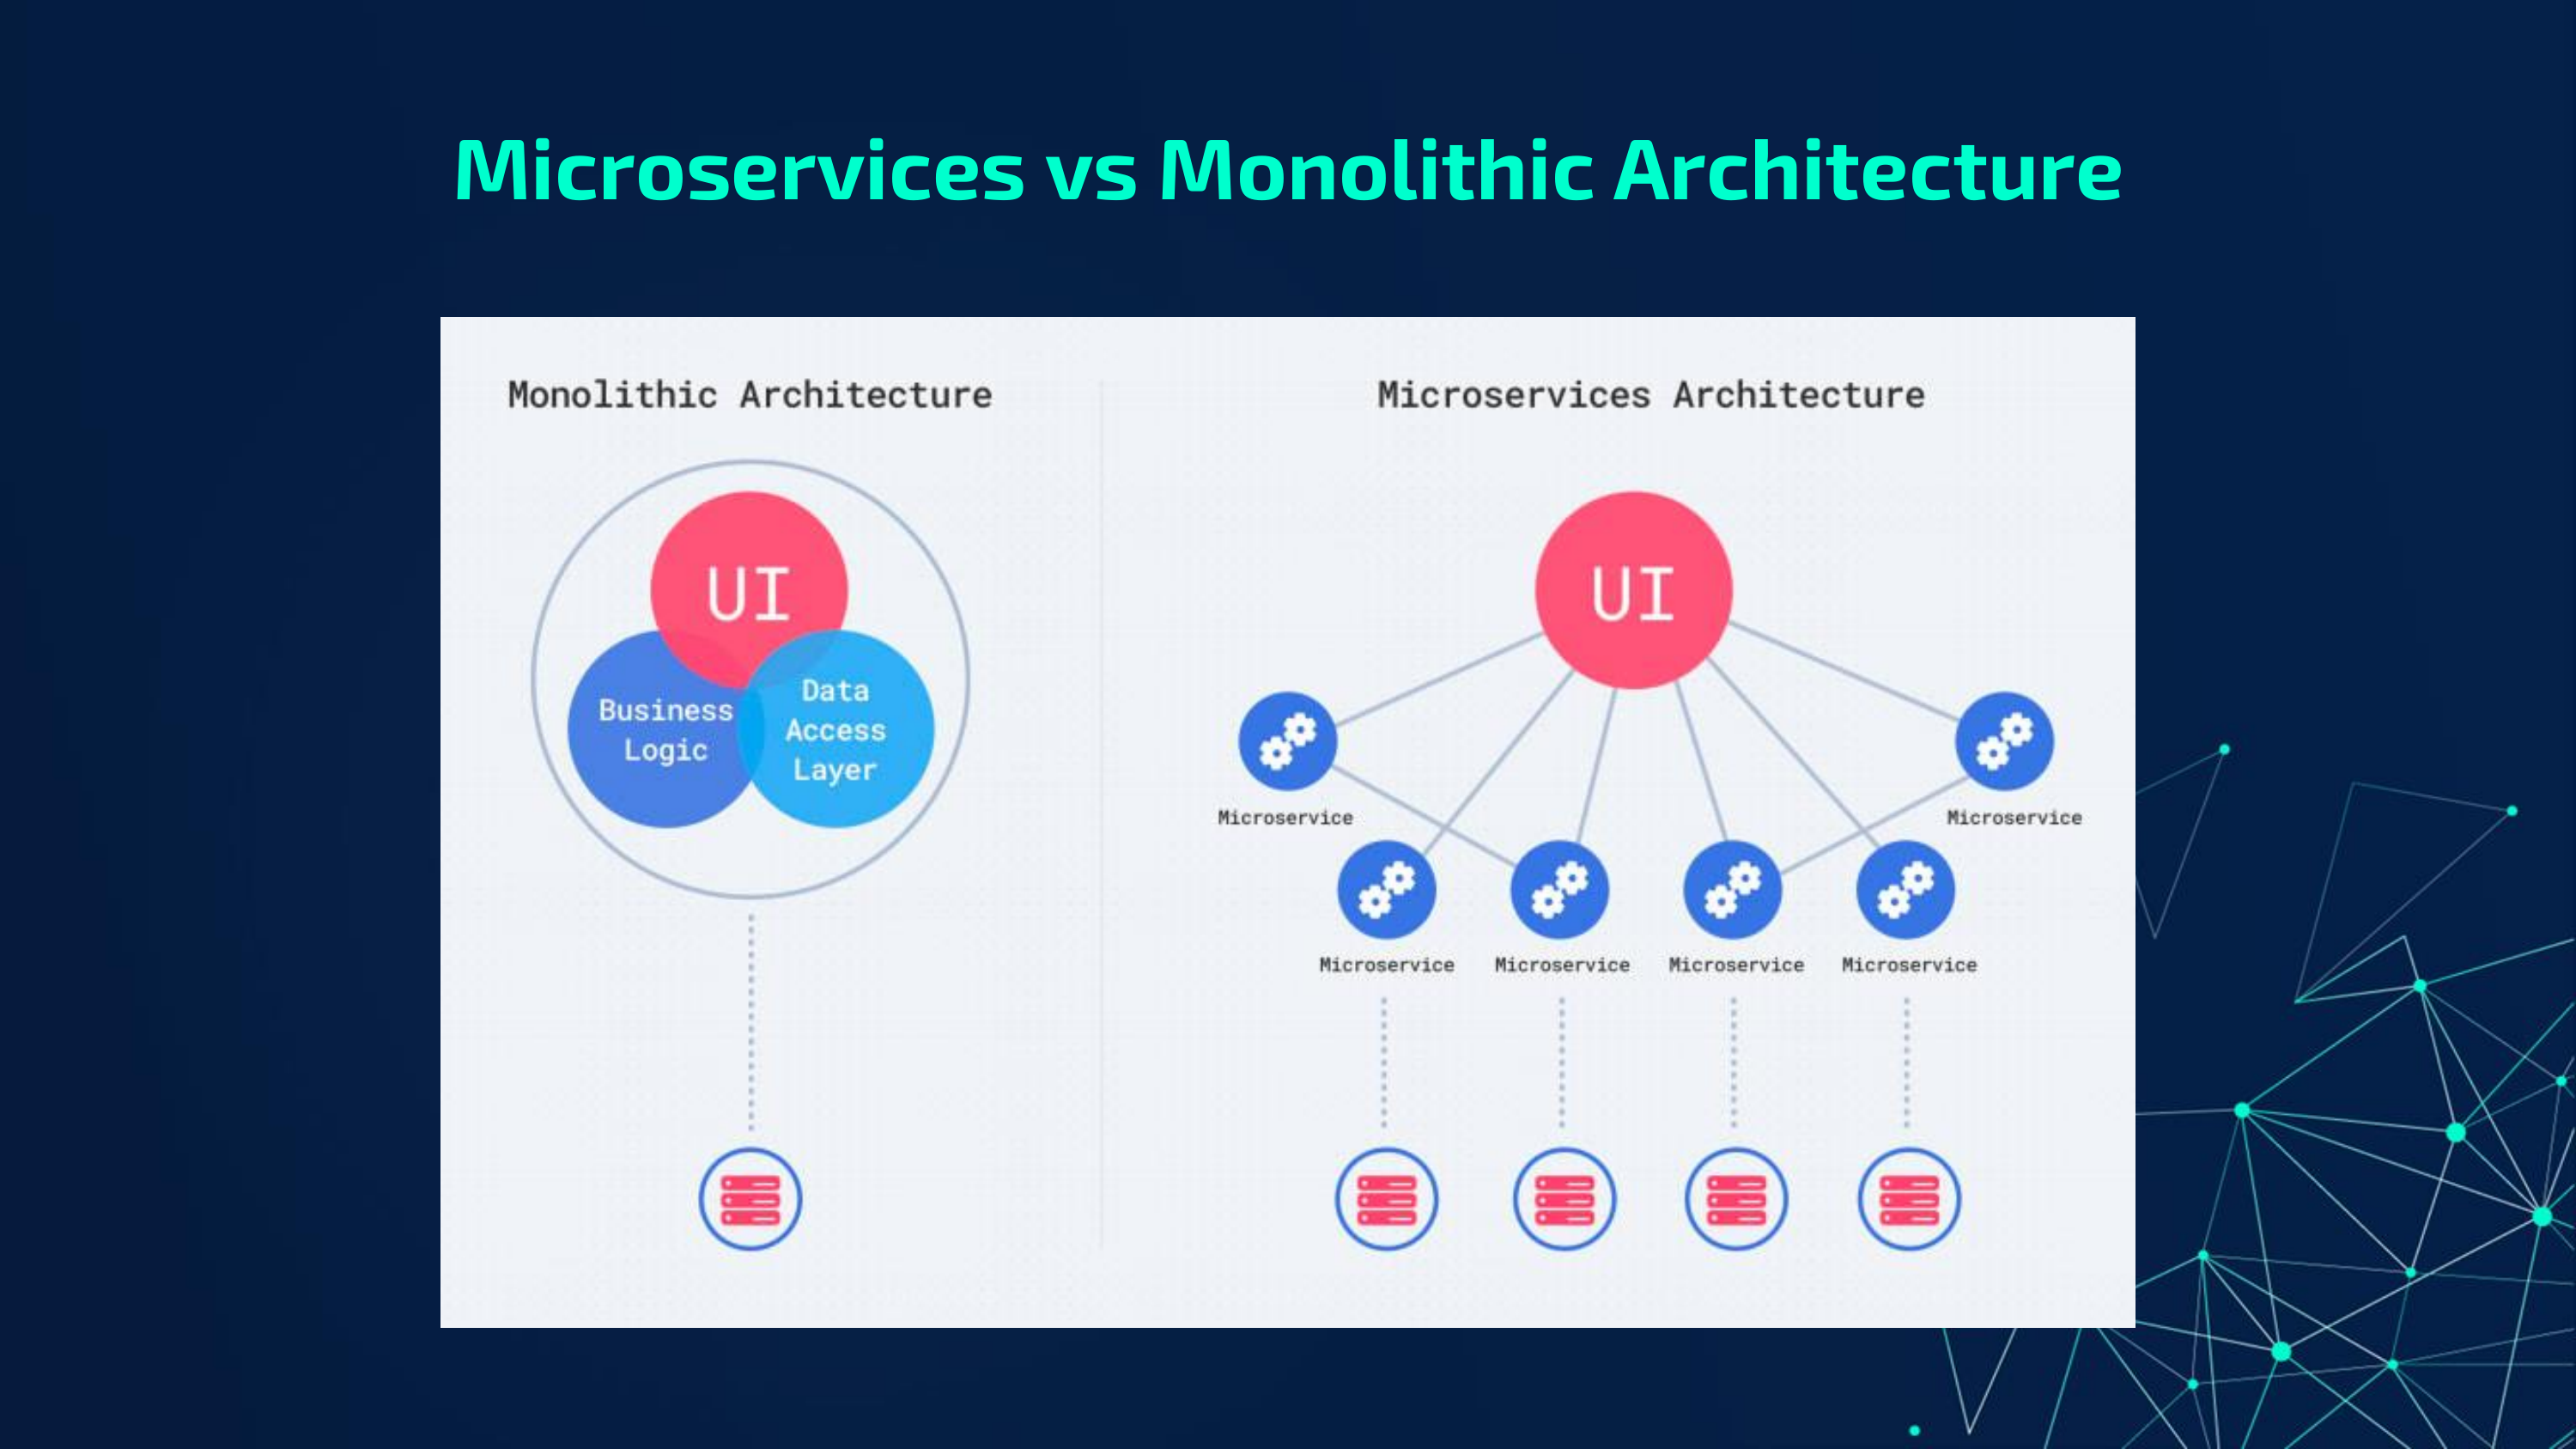 Microservices vs Monolithic Architecture
Monolithic Architecture
UI
Business
Logic
Data
Access
Layer
Microservices Architecture
UI
Microservice
Microservice
Microservice
Microservice
Microservice
Microservice